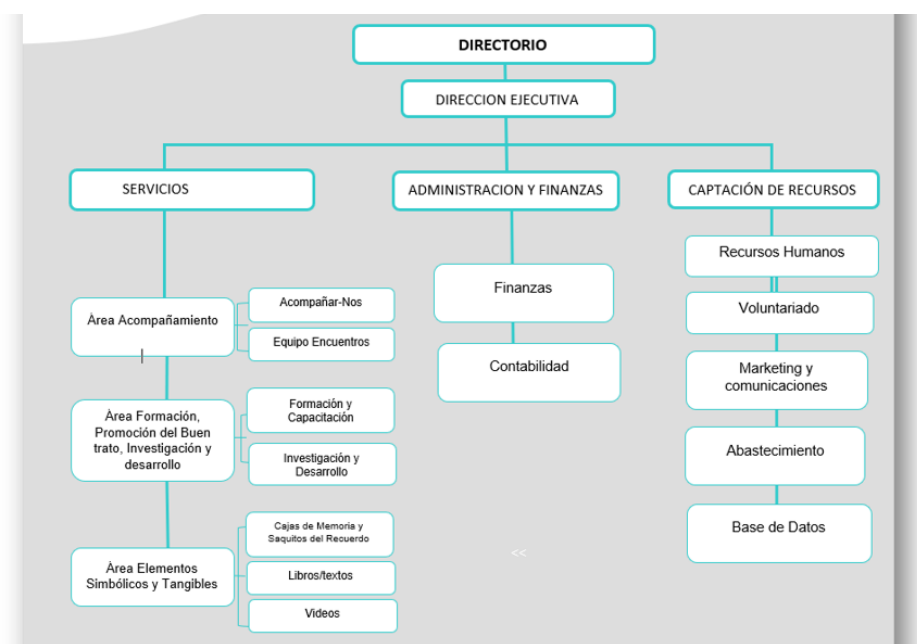 DIRECTORIO
DIRECCION EJECUTIVA
SERVICIOS
ADMINISTRACION Y FINANZAS
CAPTACIÓN DE RECURSOS
Àrea Acompañamiento
Acompañar-Nos
Equipo Encuentros
Àrea Formación,
Promoción del Buen
trato, Investigación y
desarrollo
Formación y
Capacitación
Investigación y
Desarrollo
Área Elementos
Simbólicos y Tangibles
Cajas de Memoria y
Saquitos del Recuerdo
Libros/textos
Videos
Finanzas
Contabilidad
Recursos Humanos
Voluntariado
Marketing y
comunicaciones
Abastecimiento
Base de Datos
<<